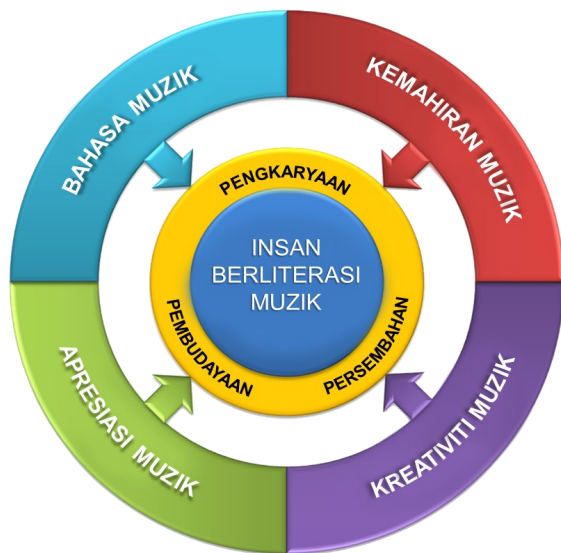 BAHASA MUZIK
KEMAHIRAN MUZIK
PENGKARYAAN
INSAN
BERLITERASI
MUZIK
PEMBUDAYAAN
PERSEMBAHAN
APRESIASI MUZIK
KREATIVITI MUZIK